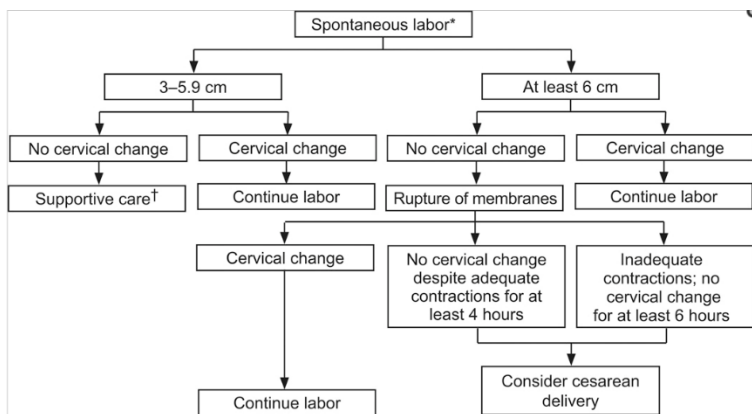 Spontaneous labor*
3–5.9 cm
At least 6 cm
No cervical change
Cervical change
No cervical change
Cervical change
Supportive care†
Continue labor
Rupture of membranes
Continue labor
Cervical change
No cervical change
despite adequate
contractions for at
least 4 hours
Inadequate
contractions; no
cervical change
for at least 6 hours
Continue labor
Consider cesarean
delivery